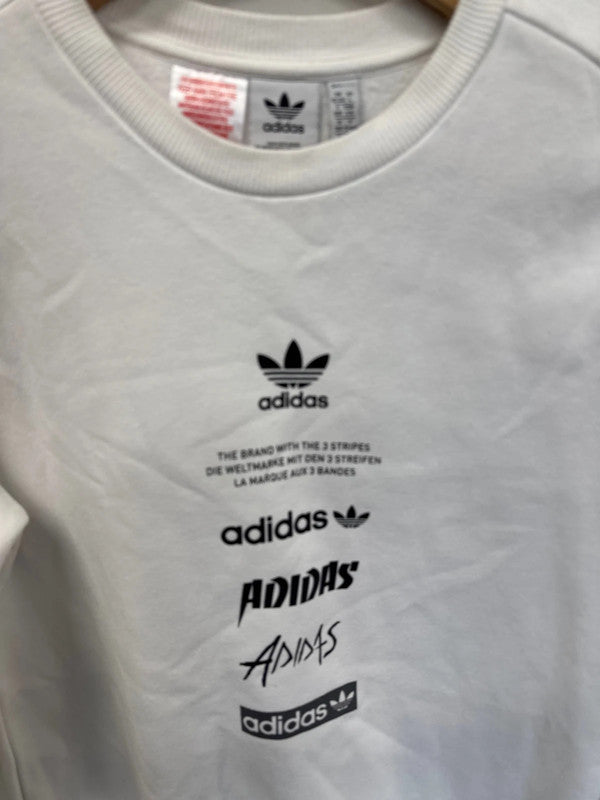 adidas
adidas
THE BRAND WITH THE 3 STRIPES
DIE WELTMARKE MIT DEN 3 STREIFEN
LA MARQUE AUX 3 BANDES
adidas
ADIDAS
ADIDAS
adidas